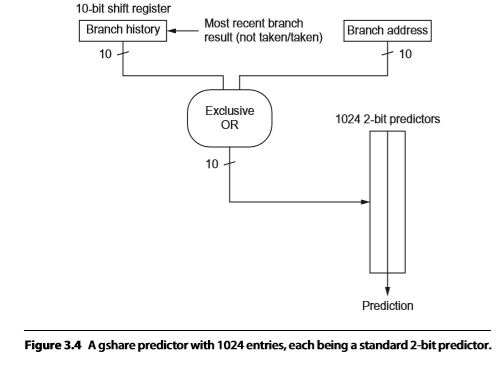 10-bit shift register
Branch history
Most recent branch
result (not taken/taken)
Branch address
10
10
Exclusive
OR
1024 2-bit predictors
10
Prediction
Figure 3.4 A gshare predictor with 1024 entries, each being a standard 2-bit predictor.